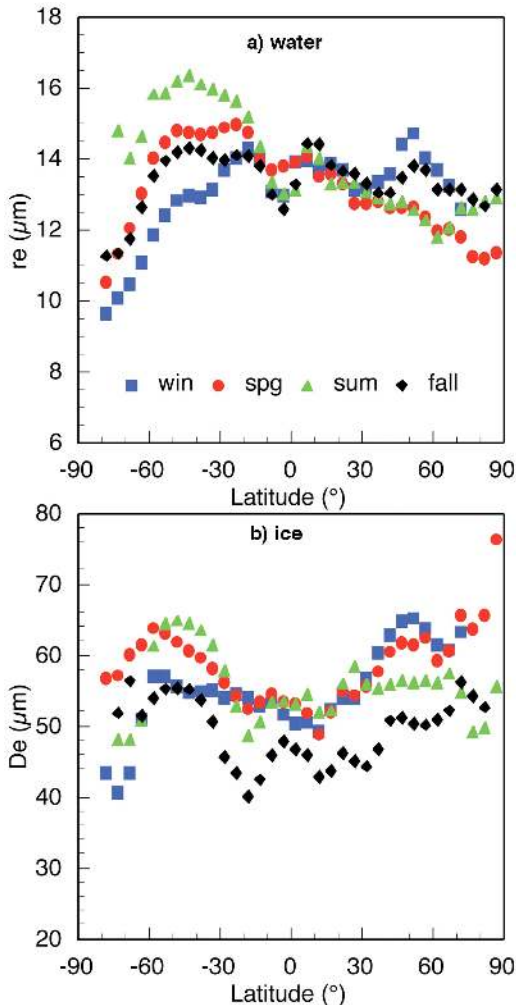 18
a) water
16
14
re (µm)
12
10
8
win spg sum fall
6
-90 -60 -30 0 30 60 90
Latitude (°)
80
b) ice
70
60
De (µm)
50
40
30
20
-90 -60 -30 0 30 60 90
Latitude (°)